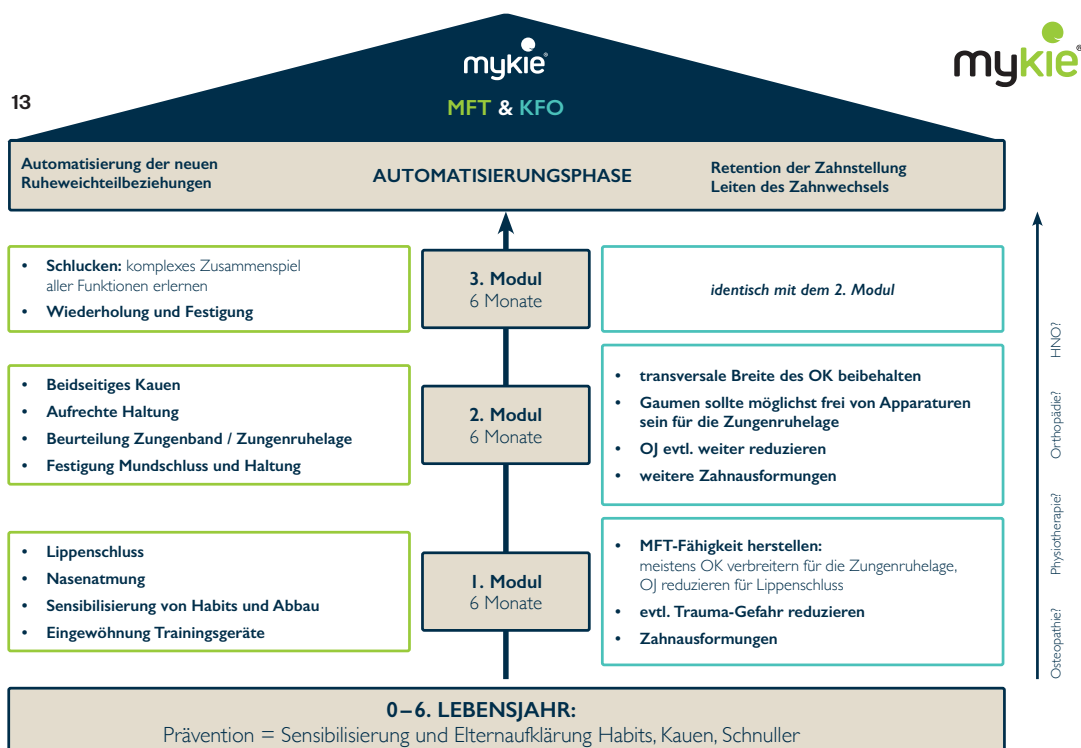 mykie®
mykie®
13
MFT & KFO
Automatisierung der neuen
Ruheweichteilbeziehungen
AUTOMATISIERUNGSPHASE
Retention der Zahnstellung
Leiten des Zahnwechsels
• Schlucken: komplexes Zusammenspiel
aller Funktionen erlernen
• Wiederholung und Festigung
3. Modul
6 Monate
identisch mit dem 2. Modul
• Beidseitiges Kauen
• Aufrechte Haltung
• Beurteilung Zungenband / Zungenruhelage
• Festigung Mundschluss und Haltung
2. Modul
6 Monate
• transversale Breite des OK beibehalten
• Gaumen sollte möglichst frei von Apparaturen
sein für die Zungenruhelage
• OJ evtl. weiter reduzieren
• weitere Zahnausformungen
• Lippenschluss
• Nasenatmung
• Sensibilisierung von Habits und Abbau
• Eingewöhnung Trainingsgeräte
1. Modul
6 Monate
• MFT-Fähigkeit herstellen:
meistens OK verbreitern für die Zungenruhelage,
OJ reduzieren für Lippenschluss
• evtl. Trauma-Gefahr reduzieren
• Zahnausformungen
Osteopathie? Physiotherapie? Orthopädie? HNO?
0–6. LEBENSJAHR:
Prävention = Sensibilisierung und Elternaufklärung Habits, Kauen, Schnuller